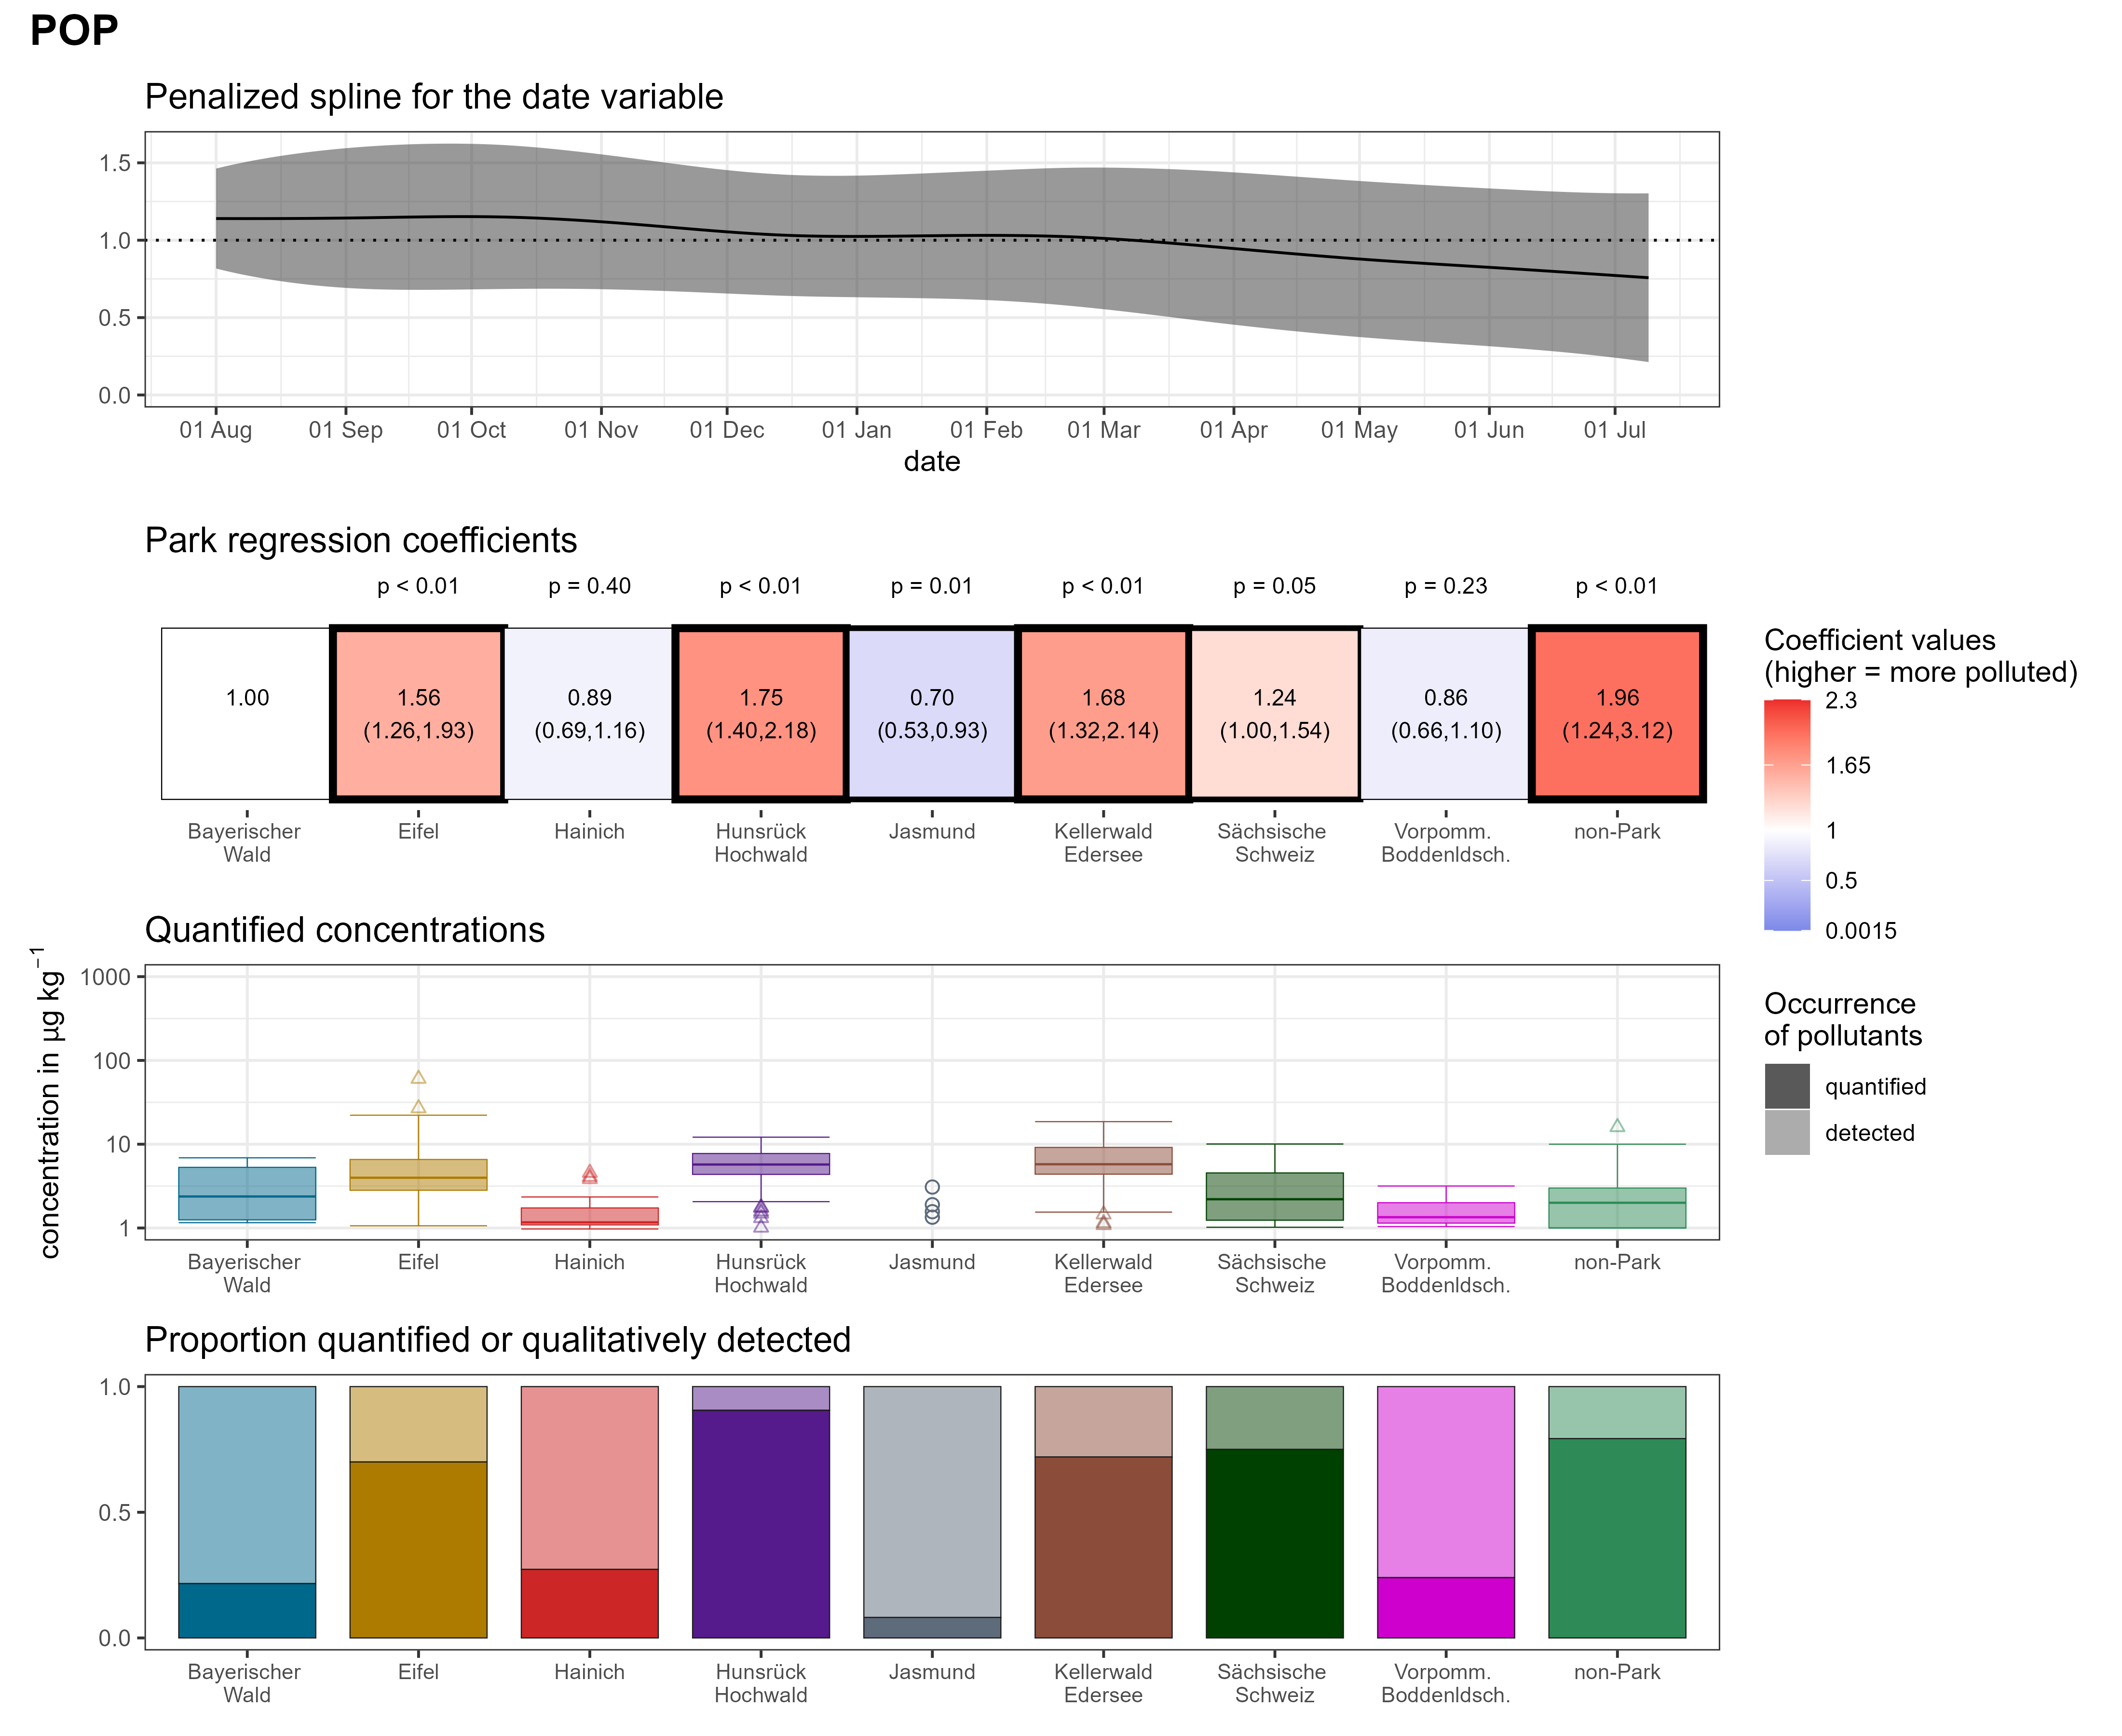 POP
Penalized spline for the date variable
1.5
1.0
0.5
0.0
01 Aug 01 Sep 01 Oct 01 Nov 01 Dec 01 Jan 01 Feb 01 Mar 01 Apr 01 May 01 Jun 01 Jul
date
Park regression coefficients
p < 0.01 p = 0.40 p < 0.01 p = 0.01 p < 0.01 p = 0.05 p = 0.23 p < 0.01
1.00 1.56 0.89 1.75 0.70 1.68 1.24 0.86 1.96
(1.26,1.93) (0.69,1.16) (1.40,2.18) (0.53,0.93) (1.32,2.14) (1.00,1.54) (0.66,1.10) (1.24,3.12)
Bayerischer Eifel Hainich Hunsrück Jasmund Kellerwald Sächsische Vorpomm. non-Park
Wald Hochwald Edersee Schweiz Boddenldsch.
Coefficient values
(higher = more polluted)
2.3
1.65
1
0.5
0.0015
Quantified concentrations
concentration in µg kg⁻¹
1000
100
10
1
Bayerischer Eifel Hainich Hunsrück Jasmund Kellerwald Sächsische Vorpomm. non-Park
Wald Hochwald Edersee Schweiz Boddenldsch.
Occurrence
of pollutants
quantified
detected
Proportion quantified or qualitatively detected
1.0
0.5
0.0
Bayerischer Eifel Hainich Hunsrück Jasmund Kellerwald Sächsische Vorpomm. non-Park
Wald Hochwald Edersee Schweiz Boddenldsch.